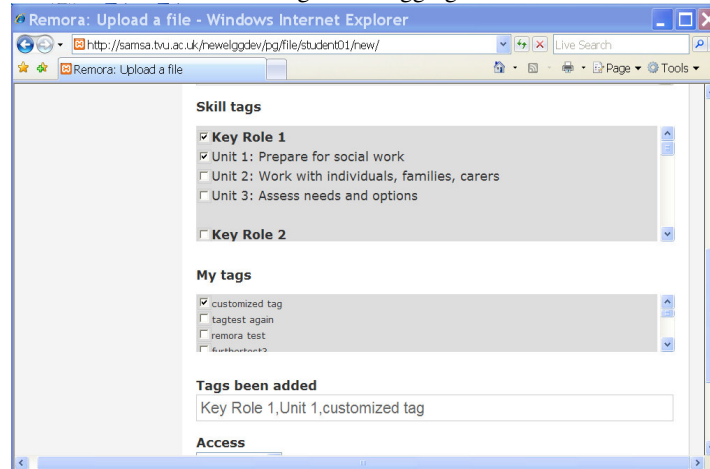 Remora: Upload a file - Windows Internet Explorer
http://samsa.tvu.ac.uk/newelggdev/pg/file/student01/new/
Live Search
Remora: Upload a file
Page
Tools
Skill tags
Key Role 1
Unit 1: Prepare for social work
Unit 2: Work with individuals, families, carers
Unit 3: Assess needs and options
Key Role 2
My tags
customized tag
tagtest again
remora test
furthertest2
Tags been added
Key Role 1,Unit 1,customized tag
Access